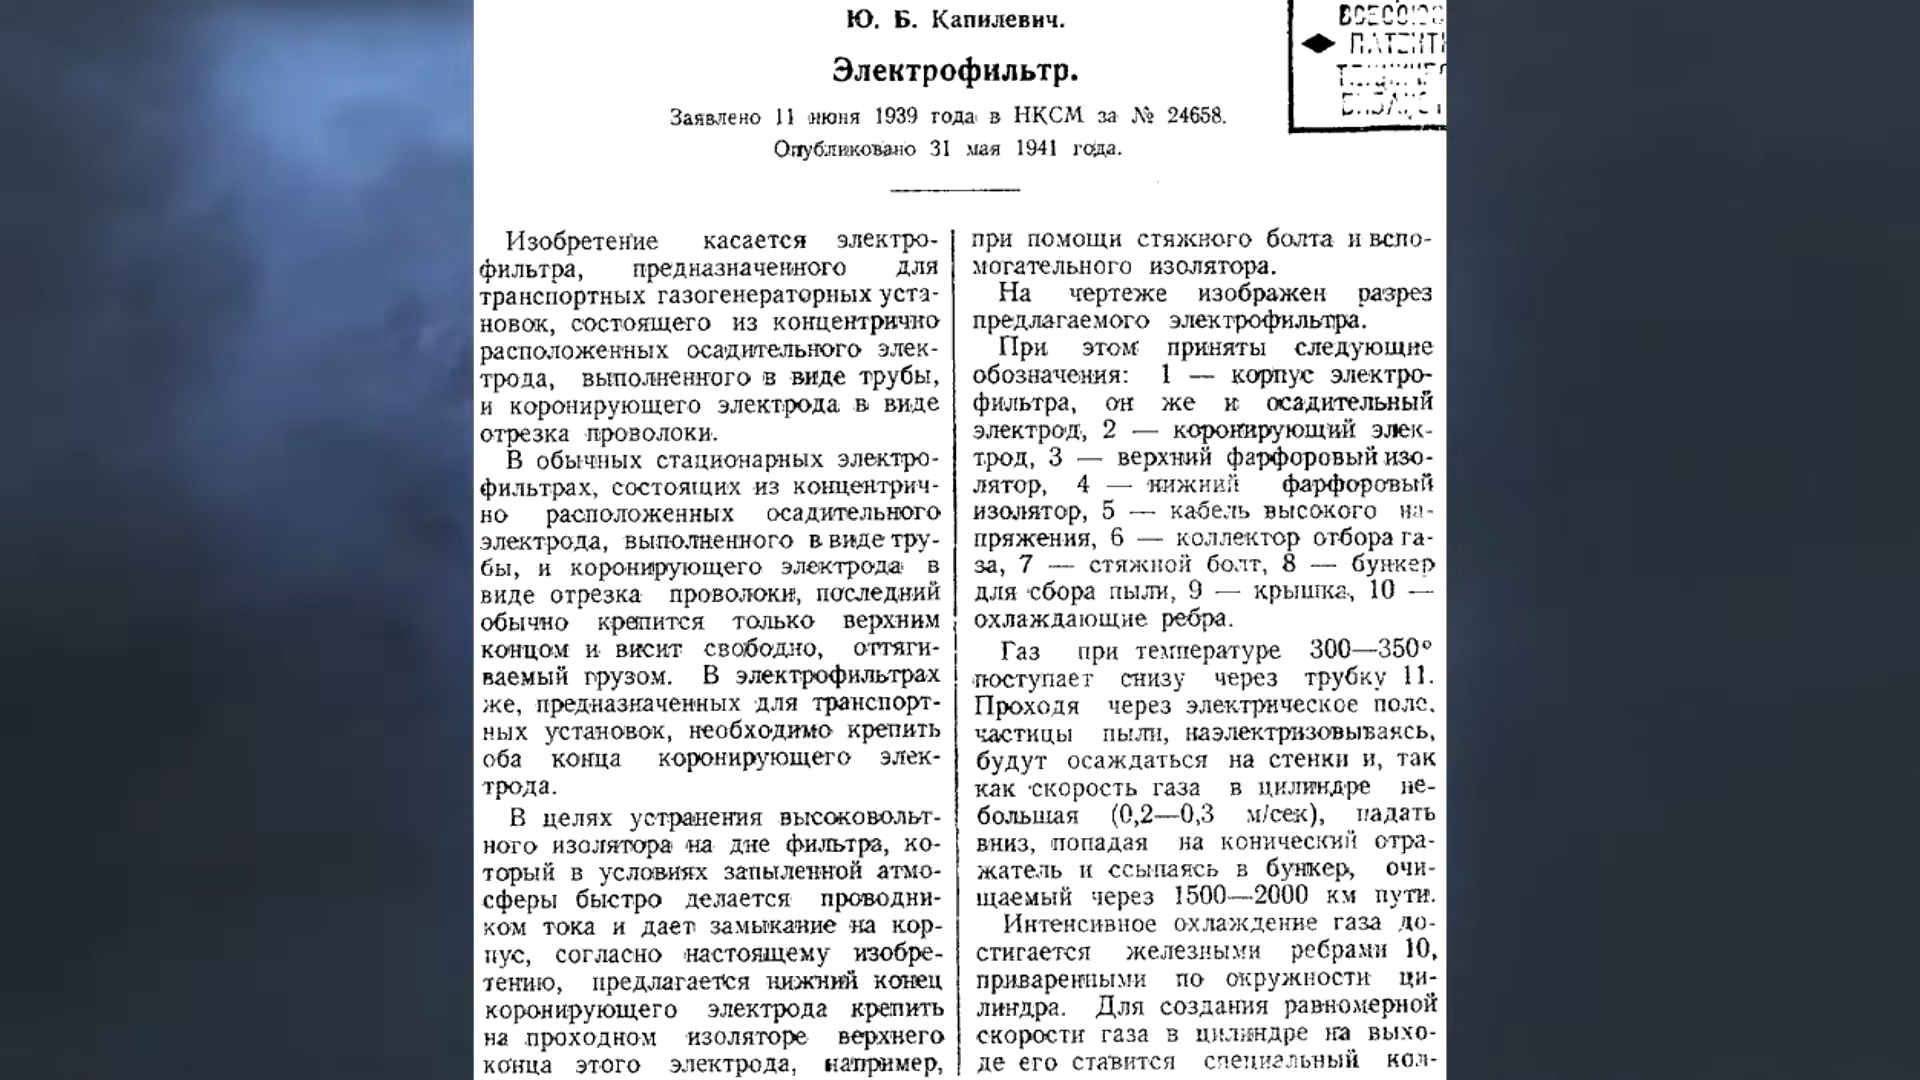 Ю. Б. Капилевич.
Электрофильтр.
Заявлено 11 июня 1939 года в НКСМ за № 24658.
Опубликовано 31 мая 1941 года.
Изобретение касается электро-
фильтра, предназначенного для
транспортных газогенераторных уста-
новок, состоящего из концентрично
расположенных осадительного элек-
трода, выполненного в виде трубы,
и коронирующего электрода в виде
отрезка проволоки.
В обычных стационарных электро-
фильтрах, состоящих из концентрич-
но расположенных осадительного
электрода, выполненного в виде тру-
бы, и коронирующего электрода в
виде отрезка проволоки, последний
обычно крепится только верхним
концом и висит свободно, оттяги-
ваемый грузом. В электрофильтрах
же, предназначенных для транспорт-
ных установок, необходимо крепить
оба конца коронирующего элек-
трода.
В целях устранения высоковольт-
ного изолятора на дне фильтра, ко-
торый в условиях запыленной атмо-
сферы быстро делается проводни-
ком тока и дает замыкание на кор-
пус, согласно настоящему изобре-
тению, предлагается нижний конец
коронирующего электрода крепить
на проходном изоляторе верхнего
конца этого электрода, например,
при помощи стяжного болта и вспо-
могательного изолятора.
На чертеже изображен разрез
предлагаемого электрофильтра.
При этом приняты следующие
обозначения: 1 — корпус электро-
фильтра, он же и осадительный
электрод, 2 — коронирующий элек-
трод, 3 — верхний фарфоровый изо-
лятор, 4 — нижний фарфоровый
изолятор, 5 — кабель высокого на-
пряжения, 6 — коллектор отбора га-
за, 7 — стяжной болт, 8 — бункер
для сбора пыли, 9 — крышка, 10 —
охлаждающие ребра.
Газ при температуре 300—350°
поступает снизу через трубку 11.
Проходя через электрическое поле,
частицы пыли, наэлектризовываясь,
будут осаждаться на стенки и, так
как скорость газа в цилиндре не-
большая (0,2—0,3 м/сек), падать
вниз, попадая на конический отра-
жатель и ссыпаясь в бункер, очи-
щаемый через 1500—2000 км пути.
Интенсивное охлаждение газа до-
стигается железными ребрами 10,
приваренными по окружности ци-
линдра. Для создания равномерной
скорости газа в цилиндре на выхо-
де его ставится специальный кол-